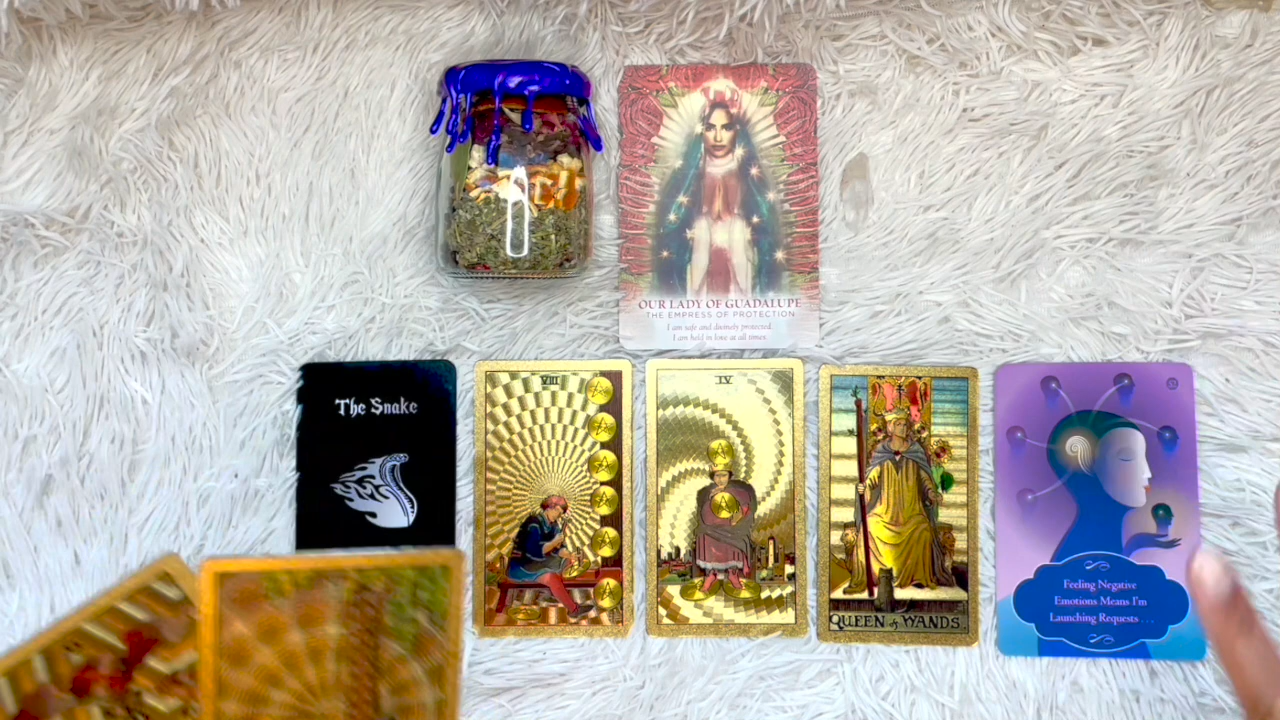 OUR LADY OF GUADALUPE
THE EMPRESS OF PROTECTION
I am safe and divinely protected.
I am held in love at all times.
The Snake
VIII
IV
QUEEN of WANDS.
Feeling Negative
Emotions Means I'm
Launching Requests . . .